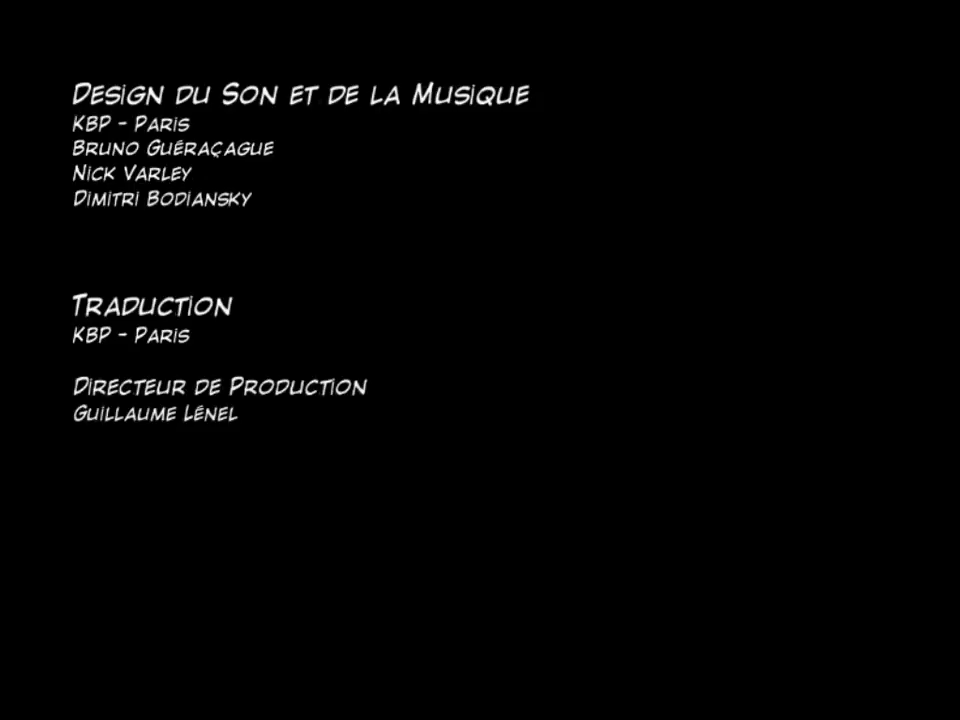 Design du Son et de la Musique
KBP - Paris
Bruno Guéraçague
Nick Varley
Dimitri Bodiansky
Traduction
KBP - Paris
Directeur de Production
Guillaume Lénel